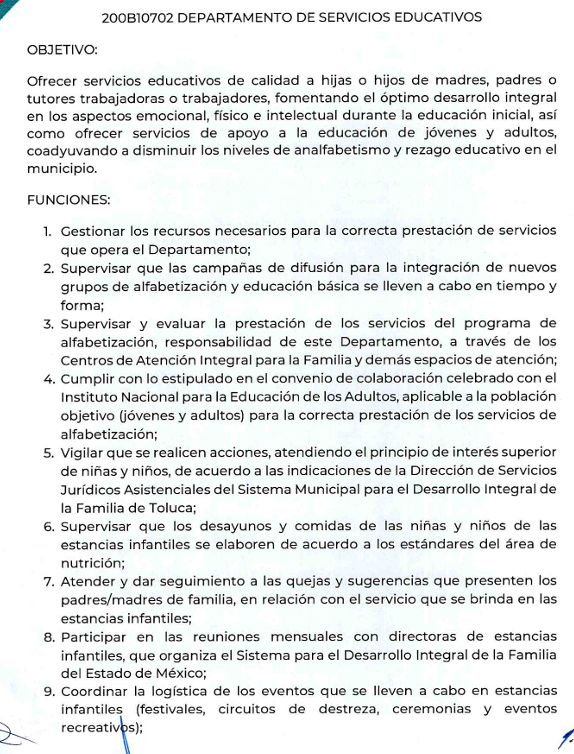 200B10702 DEPARTAMENTO DE SERVICIOS EDUCATIVOS
OBJETIVO:
Ofrecer servicios educativos de calidad a hijas o hijos de madres, padres o
tutores trabajadoras o trabajadores, fomentando el óptimo desarrollo integral
en los aspectos emocional, físico e intelectual durante la educación inicial, así
como ofrecer servicios de apoyo a la educación de jóvenes y adultos,
coadyuvando a disminuir los niveles de analfabetismo y rezago educativo en el
municipio.
FUNCIONES:
1. Gestionar los recursos necesarios para la correcta prestación de servicios
que opera el Departamento;
2. Supervisar que las campañas de difusión para la integración de nuevos
grupos de alfabetización y educación básica se lleven a cabo en tiempo y
forma;
3. Supervisar y evaluar la prestación de los servicios del programa de
alfabetización, responsabilidad de este Departamento, a través de los
Centros de Atención Integral para la Familia y demás espacios de atención;
4. Cumplir con lo estipulado en el convenio de colaboración celebrado con el
Instituto Nacional para la Educación de los Adultos, aplicable a la población
objetivo (jóvenes y adultos) para la correcta prestación de los servicios de
alfabetización;
5. Vigilar que se realicen acciones, atendiendo el principio de interés superior
de niñas y niños, de acuerdo a las indicaciones de la Dirección de Servicios
Jurídicos Asistenciales del Sistema Municipal para el Desarrollo Integral de
la Familia de Toluca;
6. Supervisar que los desayunos y comidas de las niñas y niños de las
estancias infantiles se elaboren de acuerdo a los estándares del área de
nutrición;
7. Atender y dar seguimiento a las quejas y sugerencias que presenten los
padres/madres de familia, en relación con el servicio que se brinda en las
estancias infantiles;
8. Participar en las reuniones mensuales con directoras de estancias
infantiles, que organiza el Sistema para el Desarrollo Integral de la Familia
del Estado de México;
9. Coordinar la logística de los eventos que se lleven a cabo en estancias
infantiles (festivales, circuitos de destreza, ceremonias y eventos
recreativos);